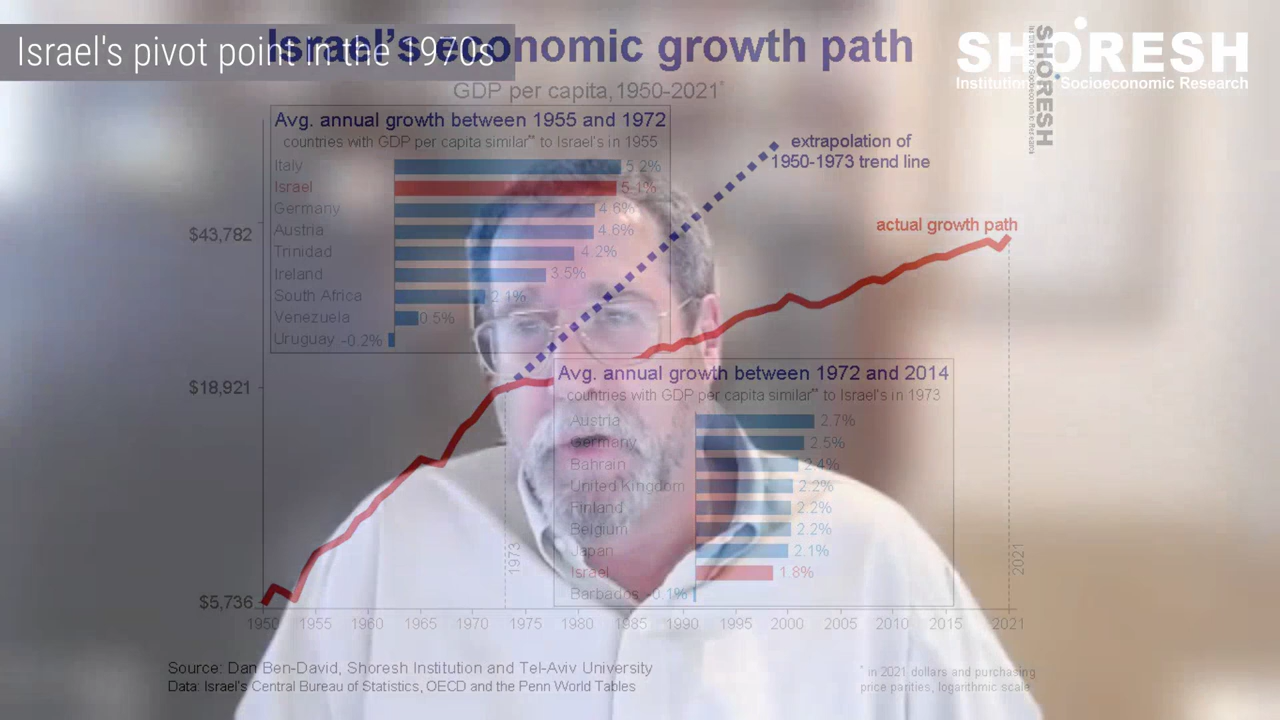 Israel's pivot point in the 1970s
Israel's economic growth path
GDP per capita, 1950-2021*
SHORESH
Institution for Socioeconomic Research
SHORESH
Avg. annual growth between 1955 and 1972
countries with GDP per capita similar** to Israel's in 1955
Italy 5.2%
Israel 5.1%
Germany 4.6%
Austria 4.6%
Trinidad 4.2%
Ireland 3.5%
South Africa 2.1%
Venezuela 0.5%
Uruguay -0.2%
extrapolation of
1950-1973 trend line
actual growth path
$43,782
$18,921
$5,736
Avg. annual growth between 1972 and 2014
countries with GDP per capita similar** to Israel's in 1973
Austria 2.7%
Germany 2.5%
Bahrain 2.4%
United Kingdom 2.2%
Finland 2.2%
Belgium 2.2%
Japan 2.1%
Israel 1.8%
Barbados -0.1%
1973
2021
1950 1955 1960 1965 1970 1975 1980 1985 1990 1995 2000 2005 2010 2015 2021
Source: Dan Ben-David, Shoresh Institution and Tel-Aviv University
Data: Israel's Central Bureau of Statistics, OECD and the Penn World Tables
* in 2021 dollars and purchasing
price parities, logarithmic scale